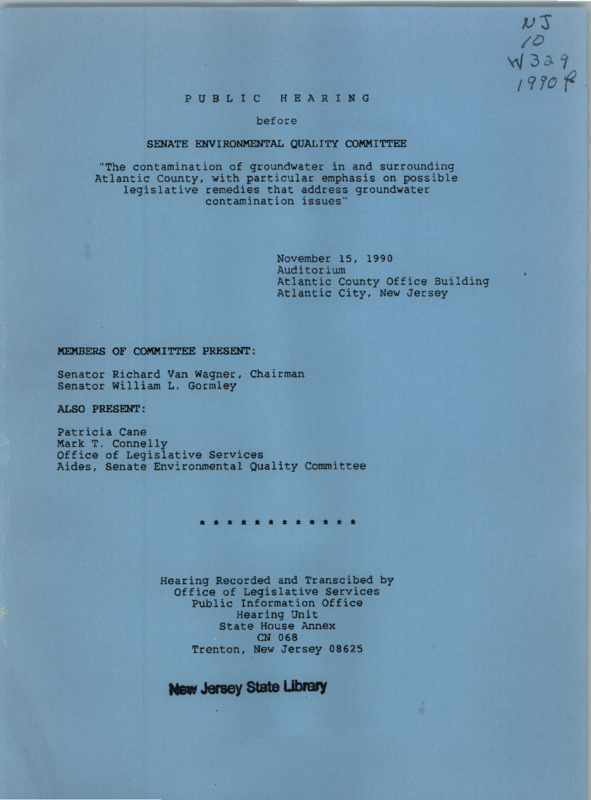 NJ
10
W329
1990f
PUBLIC HEARING
before
SENATE ENVIRONMENTAL QUALITY COMMITTEE
"The contamination of groundwater in and surrounding
Atlantic County, with particular emphasis on possible
legislative remedies that address groundwater
contamination issues"
November 15, 1990
Auditorium
Atlantic County Office Building
Atlantic City, New Jersey
MEMBERS OF COMMITTEE PRESENT:
Senator Richard Van Wagner, Chairman
Senator William L. Gormley
ALSO PRESENT:
Patricia Cane
Mark T. Connelly
Office of Legislative Services
Aides, Senate Environmental Quality Committee
* * * * * * * * * * * *
Hearing Recorded and Transcibed by
Office of Legislative Services
Public Information Office
Hearing Unit
State House Annex
CN 068
Trenton, New Jersey 08625
New Jersey State Library